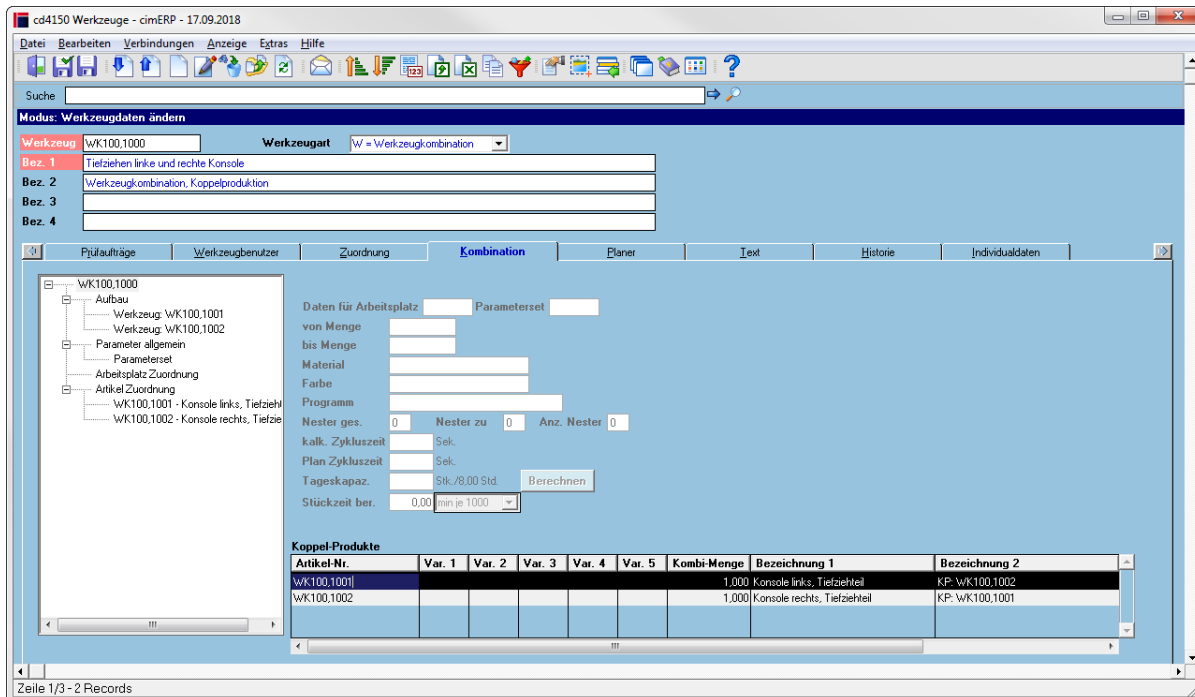 cd4150 Werkzeuge - cimERP - 17.09.2018
Datei Bearbeiten Verbindungen Anzeige Extras Hilfe
Suche
Modus: Werkzeugdaten ändern
Werkzeug WK100,1000 Werkzeugart W = Werkzeugkombination
Bez. 1 Tiefziehen linke und rechte Konsole
Bez. 2 Werkzeugkombination, Koppelproduktion
Bez. 3
Bez. 4
Prüfaufträge Werkzeugbenutzer Zuordnung Kombination Planer Text Historie Individualdaten
WK100,1000
Aufbau
Werkzeug: WK100,1001
Werkzeug: WK100,1002
Parameter allgemein
Parameterset
Arbeitsplatz Zuordnung
Artikel Zuordnung
WK100,1001 - Konsole links, Tiefzieht
WK100,1002 - Konsole rechts, Tiefzie
Daten für Arbeitsplatz Parameterset
von Menge
bis Menge
Material
Farbe
Programm
Nester ges. 0 Nester zu 0 Anz. Nester 0
kalk. Zykluszeit Sek.
Plan Zykluszeit Sek.
Tageskapaz. Stk./8,00 Std. Berechnen
Stückzeit ber. 0,00 min je 1000
Koppel-Produkte
Artikel-Nr. Var. 1 Var. 2 Var. 3 Var. 4 Var. 5 Kombi-Menge Bezeichnung 1 Bezeichnung 2
WK100,1001 1,000 Konsole links, Tiefziehteil KP: WK100,1002
WK100,1002 1,000 Konsole rechts, Tiefziehteil KP: WK100,1001
Zeile 1/3 - 2 Records